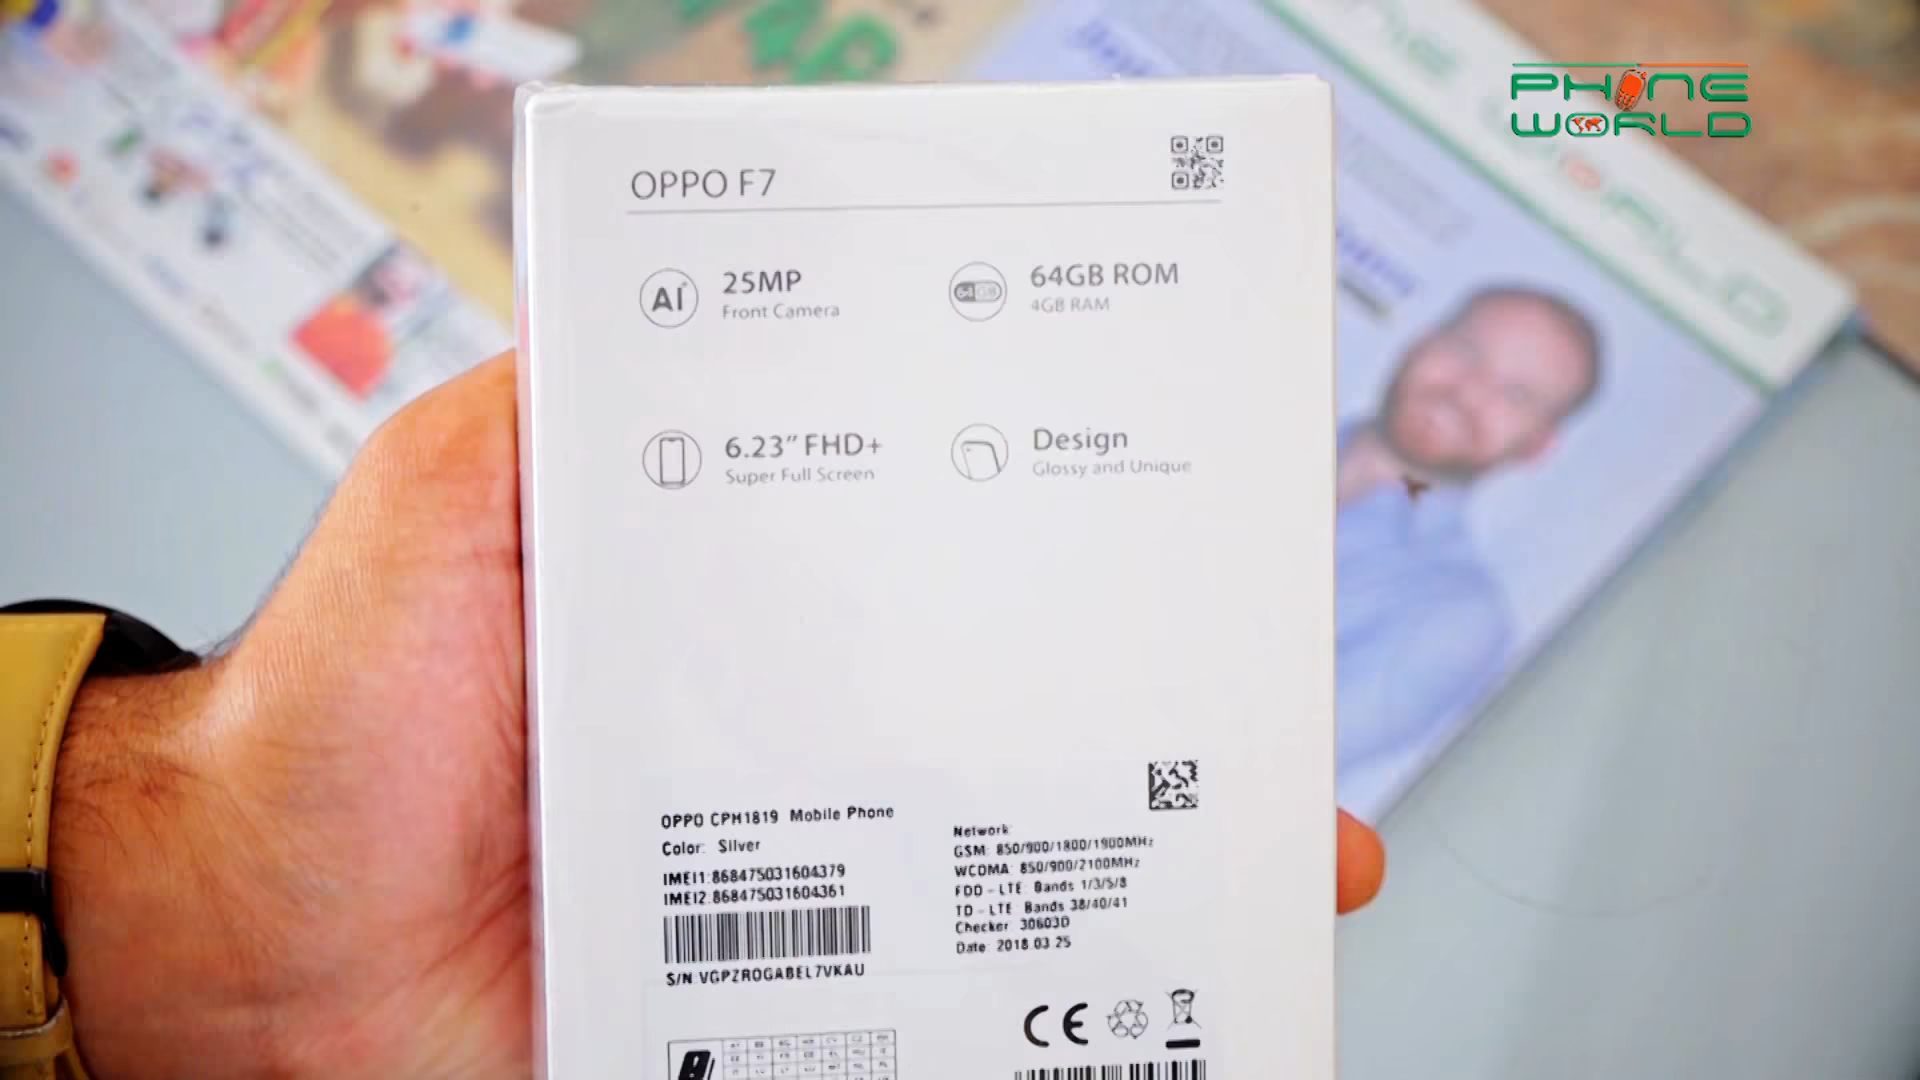 PHONE
WORLD
OPPO F7
AI
25MP
Front Camera
64GB
64GB ROM
4GB RAM
6.23” FHD+
Super Full Screen
Design
Glossy and Unique
OPPO CPH1819 Mobile Phone
Color: Silver
IMEI1:868475031604379
IMEI2:868475031604361
S/N:VGPZROGABEL7VKAU
Network:
GSM: 850/900/1800/1900MHz
WCDMA: 850/900/2100MHz
FDD-LTE: Bands 1/3/5/8
TD-LTE: Bands 38/40/41
Checker: 30603D
Date: 2018.03.25
CE